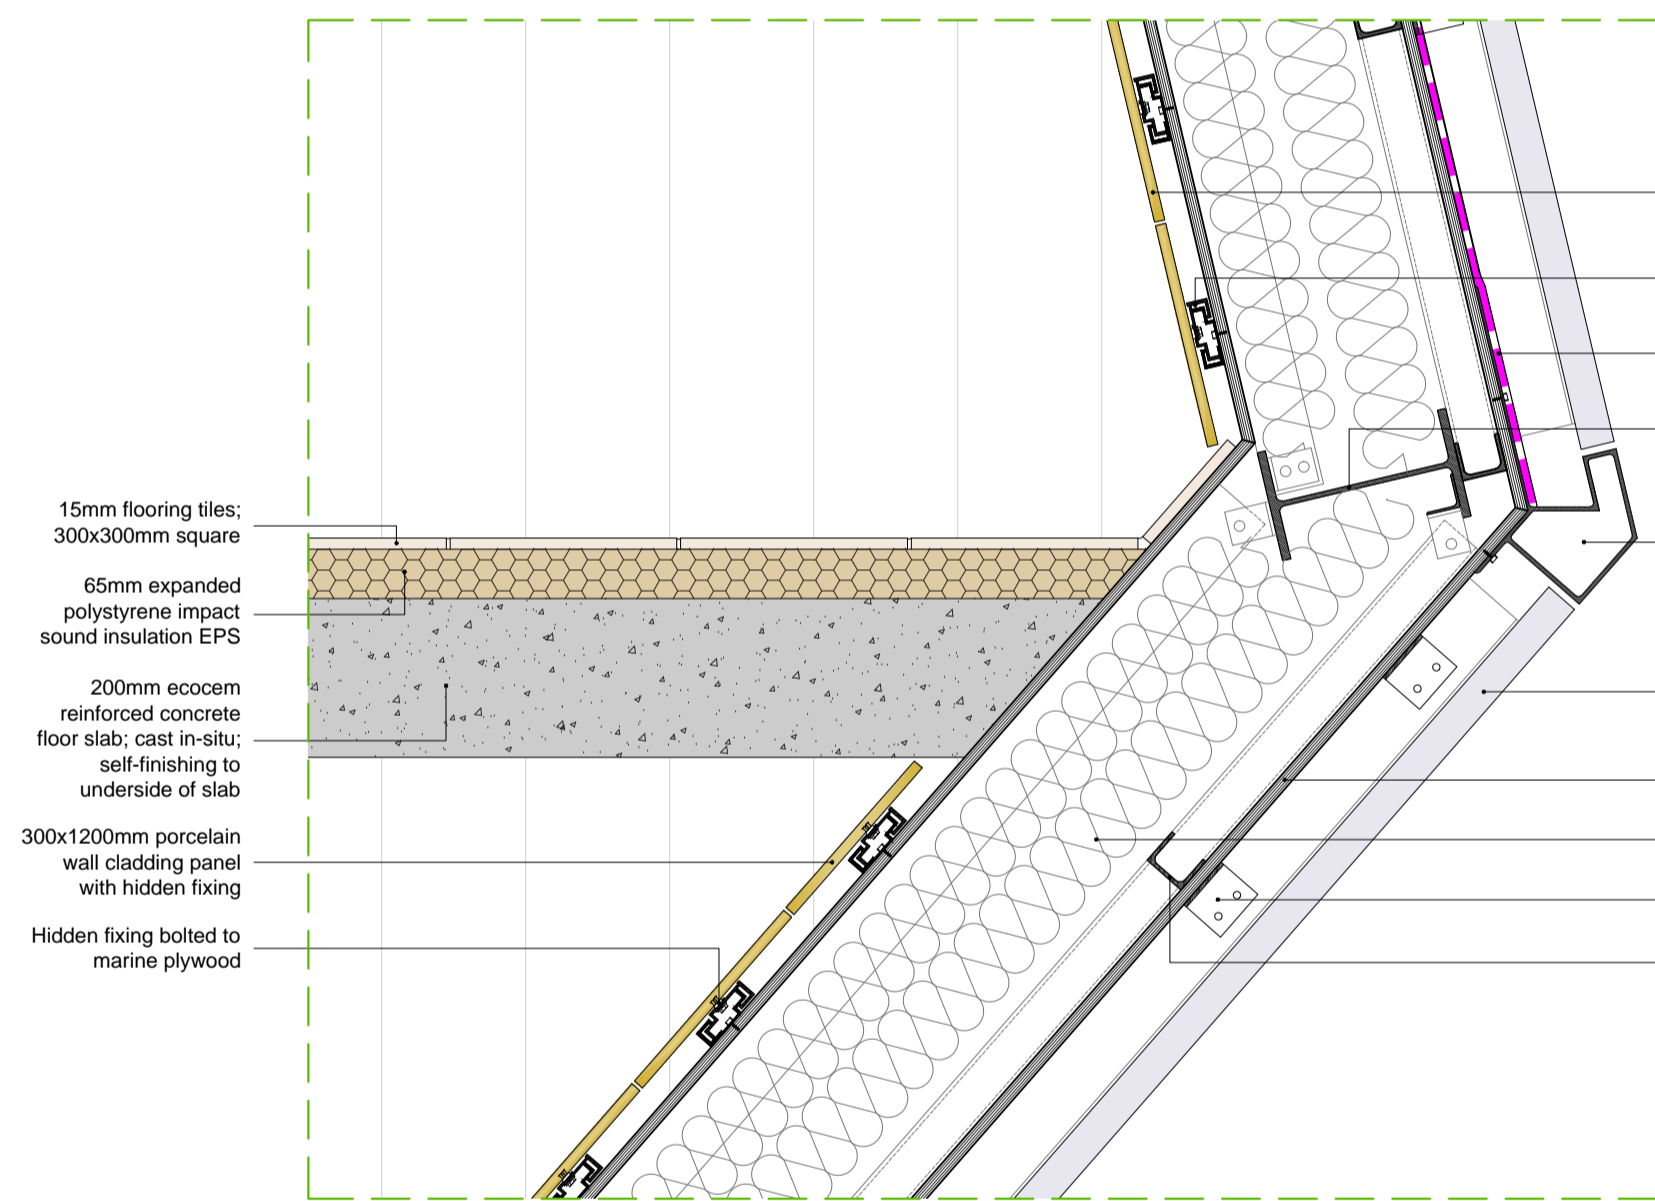 15mm flooring tiles;
300x300mm square
65mm expanded
polystyrene impact
sound insulation EPS
200mm ecocem
reinforced concrete
floor slab; cast in-situ;
self-finishing to
underside of slab
300x1200mm porcelain
wall cladding panel
with hidden fixing
Hidden fixing bolted to
marine plywood